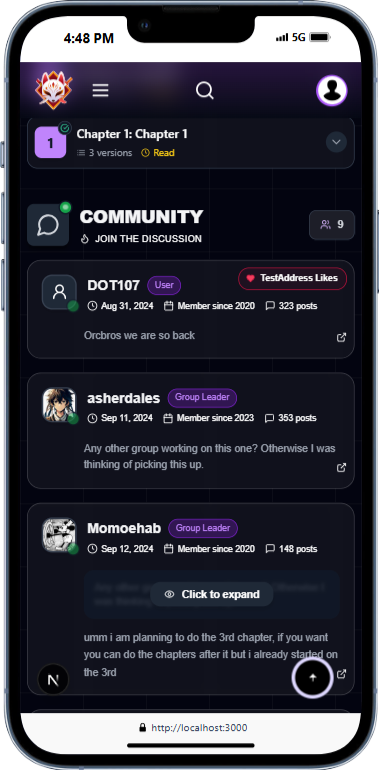 4:48 PM
5G
1
Chapter 1: Chapter 1
3 versions
Read
COMMUNITY
JOIN THE DISCUSSION
9
DOT107
User
TestAddress Likes
Aug 31, 2024
Member since 2020
323 posts
Orcbros we are so back
asherdales
Group Leader
Sep 11, 2024
Member since 2023
353 posts
Any other group working on this one? Otherwise I was
thinking of picking this up.
Momoehab
Group Leader
Sep 12, 2024
Member since 2020
148 posts
Click to expand
umm i am planning to do the 3rd chapter, if you want
you can do the chapters after it but i already started on
the 3rd
N
http://localhost:3000